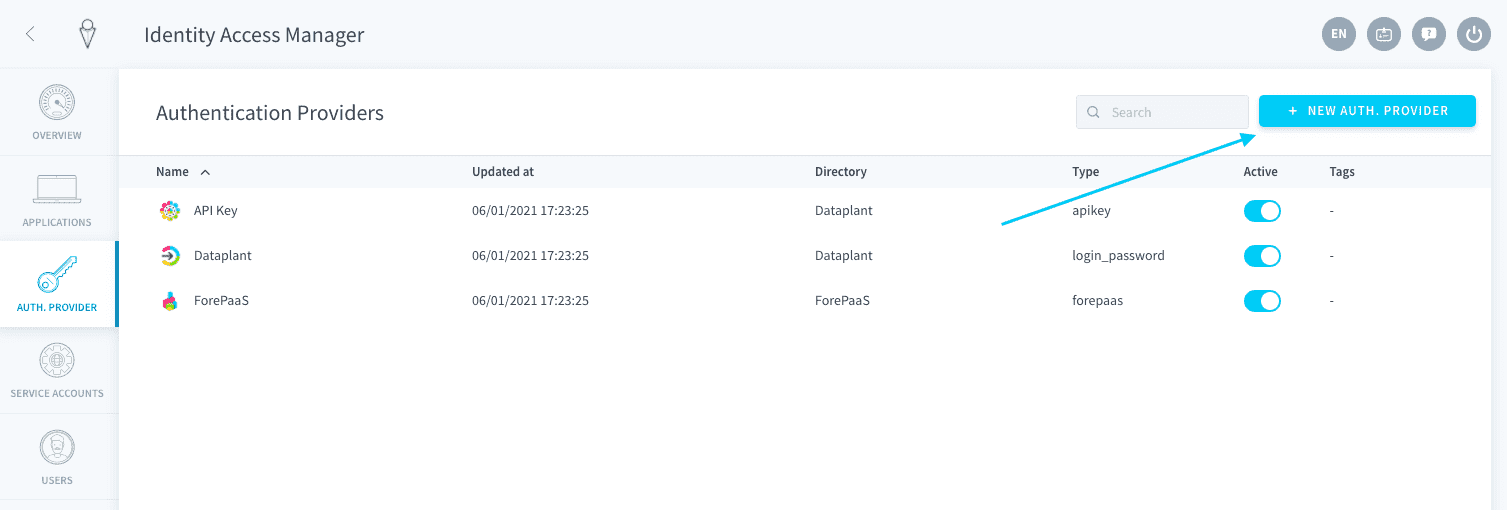 Identity Access Manager
EN
OVERVIEW
APPLICATIONS
AUTH. PROVIDER
SERVICE ACCOUNTS
USERS
Authentication Providers
Search
+ NEW AUTH. PROVIDER
Name Updated at Directory Type Active Tags
API Key 06/01/2021 17:23:25 Dataplant apikey -
Dataplant 06/01/2021 17:23:25 Dataplant login_password -
ForePaaS 06/01/2021 17:23:25 ForePaaS forepaas -